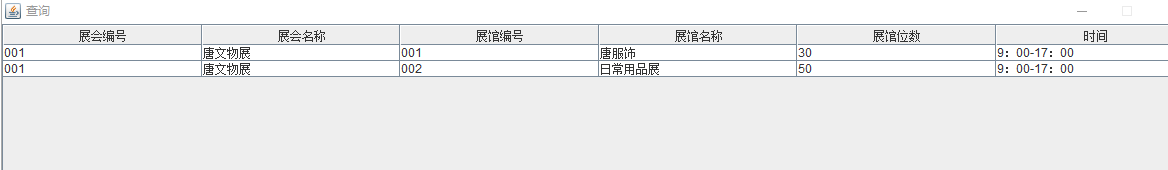 查询
展会编号 展会名称 展馆编号 展馆名称 展馆位数 时间
001 唐文物展 001 唐服饰 30 9：00-17：00
001 唐文物展 002 日常用品展 50 9：00-17：00